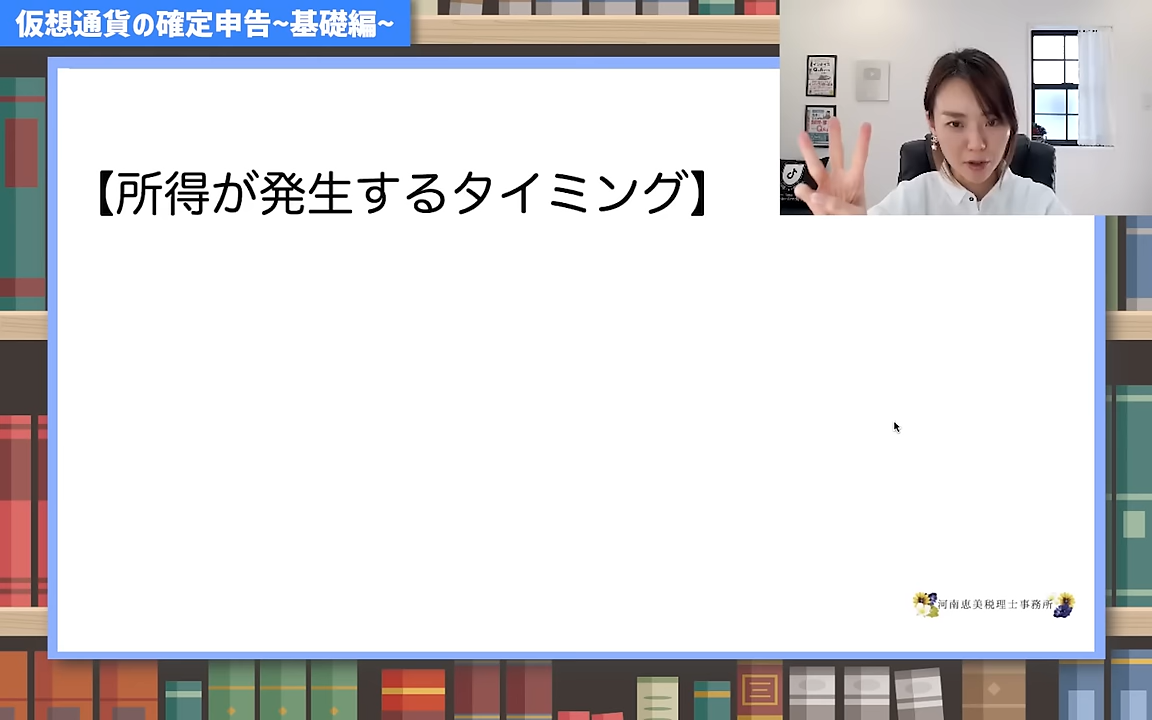 仮想通貨の確定申告~基礎編~
【所得が発生するタイミング】
河南恵美税理士事務所